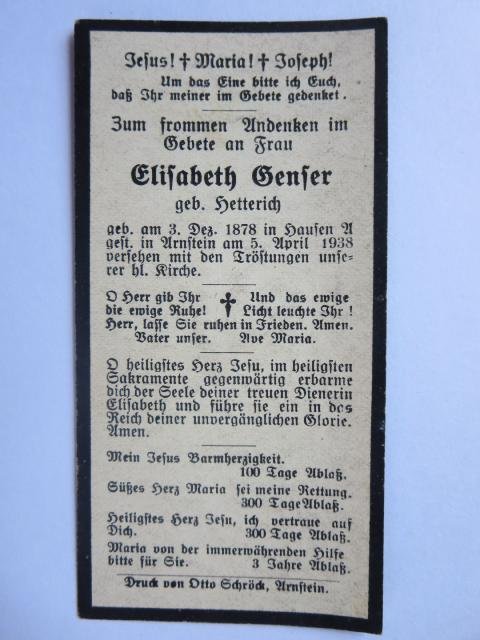 Jesus! † Maria! † Joseph!
Um das Eine bitte ich Euch,
daß Ihr meiner im Gebete gedenket.
Zum frommen Andenken im
Gebete an Frau
Elisabeth Genser
geb. Hetterich
geb. am 3. Dez. 1878 in Hausen A
gest. in Arnstein am 5. April 1938
versehen mit den Tröstungen unse-
rer hl. Kirche.
O Herr gib Ihr † Und das ewige
die ewige Ruhe! Licht leuchte Ihr!
Herr, lasse Sie ruhen in Frieden. Amen.
Vater unser. Ave Maria.
O heiligstes Herz Jesu, im heiligsten
Sakramente gegenwärtig erbarme
dich der Seele deiner treuen Dienerin
Elisabeth und führe sie ein in das
Reich deiner unvergänglichen Glorie.
Amen.
Mein Jesus Barmherzigkeit.
100 Tage Ablaß.
Süßes Herz Maria sei meine Rettung.
300 Tage Ablaß.
Heiligstes Herz Jesu, ich vertraue auf
Dich. 300 Tage Ablaß.
Maria von der immerwährenden Hilfe
bitte für Sie. 3 Jahre Ablaß.
Druck von Otto Schröck, Arnstein.